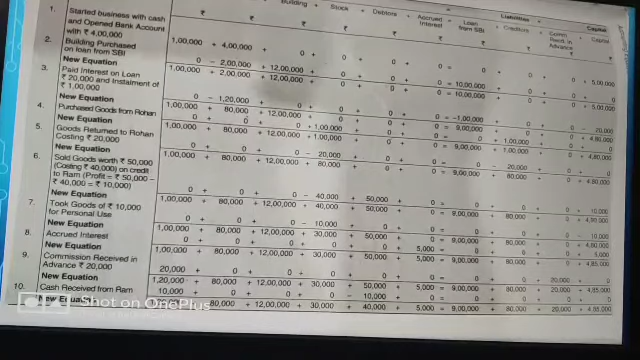 Building Stock Debtors Accrued Interest = Liabilities + Capital
Loan from SBI + Creditors + Comm. Recd. in Advance + Capital
₹ ₹ ₹ ₹ ₹ ₹ ₹ ₹ ₹ ₹
1. Started business with cash
and Opened Bank Account
with ₹ 4,00,000
1,00,000 + 4,00,000 + 0 + 0 + 0 + 0 = 0 + 0 + 0 + 5,00,000
2. Building Purchased
on loan from SBI
0 - 2,00,000 + 12,00,000 + 0 + 0 + 0 = 10,00,000 + 0 + 0 + 0
New Equation 1,00,000 + 2,00,000 + 12,00,000 + 0 + 0 + 0 = 10,00,000 + 0 + 0 + 5,00,000
3. Paid Interest on Loan
₹ 20,000 and Instalment of
₹ 1,00,000
0 - 1,20,000 + 0 + 0 + 0 + 0 = -1,00,000 + 0 + 0 - 20,000
New Equation 1,00,000 + 80,000 + 12,00,000 + 0 + 0 + 0 = 9,00,000 + 0 + 0 + 4,80,000
4. Purchased Goods from Rohan 0 + 0 + 0 + 1,00,000 + 0 + 0 = 0 + 1,00,000 + 0 + 0
New Equation 1,00,000 + 80,000 + 12,00,000 + 1,00,000 + 0 + 0 = 9,00,000 + 1,00,000 + 0 + 4,80,000
5. Goods Returned to Rohan
Costing ₹ 20,000
0 + 0 + 0 - 20,000 + 0 + 0 = 0 - 20,000 + 0 + 0
New Equation 1,00,000 + 80,000 + 12,00,000 + 80,000 + 0 + 0 = 9,00,000 + 80,000 + 0 + 4,80,000
6. Sold Goods worth ₹ 50,000
(Costing ₹ 40,000) on credit
to Ram (Profit = ₹ 50,000 –
₹ 40,000 = ₹ 10,000)
0 + 0 + 0 - 40,000 + 50,000 + 0 = 0 + 0 + 0 + 10,000
New Equation 1,00,000 + 80,000 + 12,00,000 + 40,000 + 50,000 + 0 = 9,00,000 + 80,000 + 0 + 4,90,000
7. Took Goods of ₹ 10,000
for Personal Use
0 + 0 + 0 - 10,000 + 0 + 0 = 0 + 0 + 0 - 10,000
New Equation 1,00,000 + 80,000 + 12,00,000 + 30,000 + 50,000 + 0 = 9,00,000 + 80,000 + 0 + 4,80,000
8. Accrued Interest 0 + 0 + 0 + 0 + 0 + 5,000 = 0 + 0 + 0 + 5,000
New Equation 1,00,000 + 80,000 + 12,00,000 + 30,000 + 50,000 + 5,000 = 9,00,000 + 80,000 + 0 + 4,85,000
9. Commission Received in
Advance ₹ 20,000
20,000 + 0 + 0 + 0 + 0 + 0 = 0 + 0 + 20,000 + 0
New Equation 1,20,000 + 80,000 + 12,00,000 + 30,000 + 50,000 + 5,000 = 9,00,000 + 80,000 + 20,000 + 4,85,000
10. Cash Received from Ram 10,000 + 0 + 0 + 0 - 10,000 + 0 = 0 + 0 + 0 + 0
New 80,000 + 12,00,000 + 30,000 + 40,000 + 5,000 = 9,00,000 + 80,000 + 20,000 + 4,85,000
Shot on OnePlus